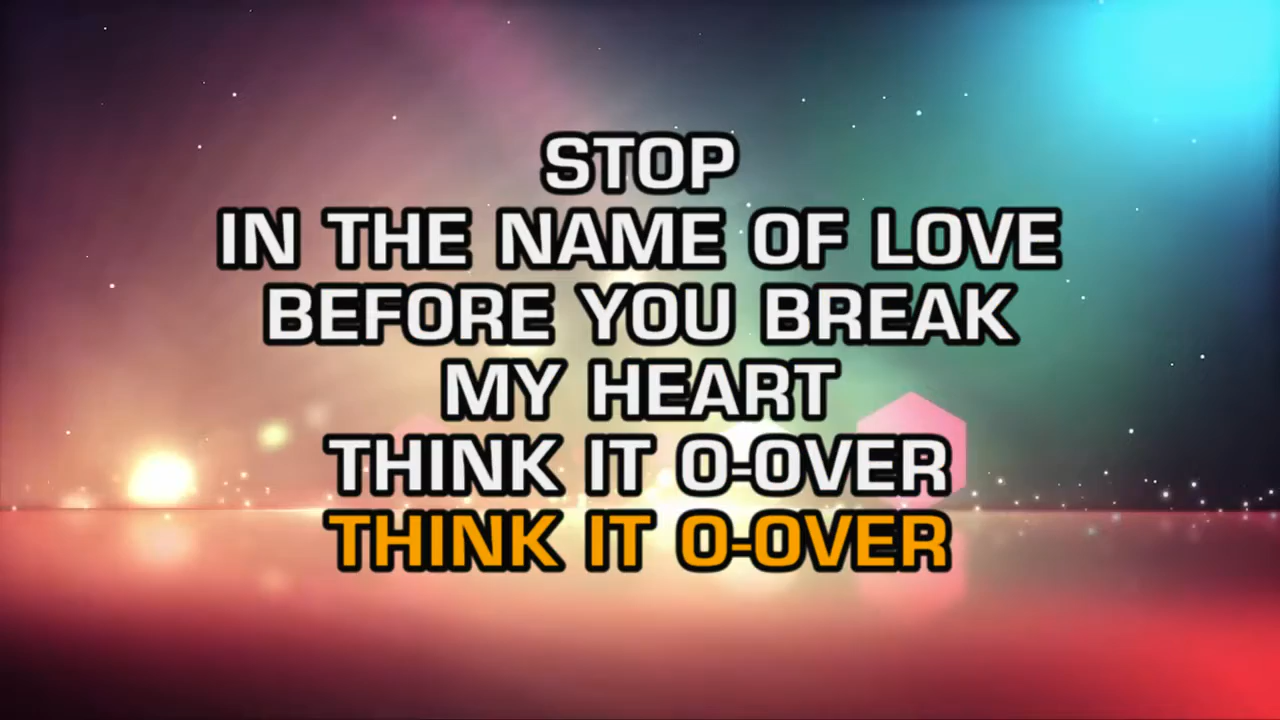 STOP
IN THE NAME OF LOVE
BEFORE YOU BREAK
MY HEART
THINK IT O-OVER
THINK IT O-OVER